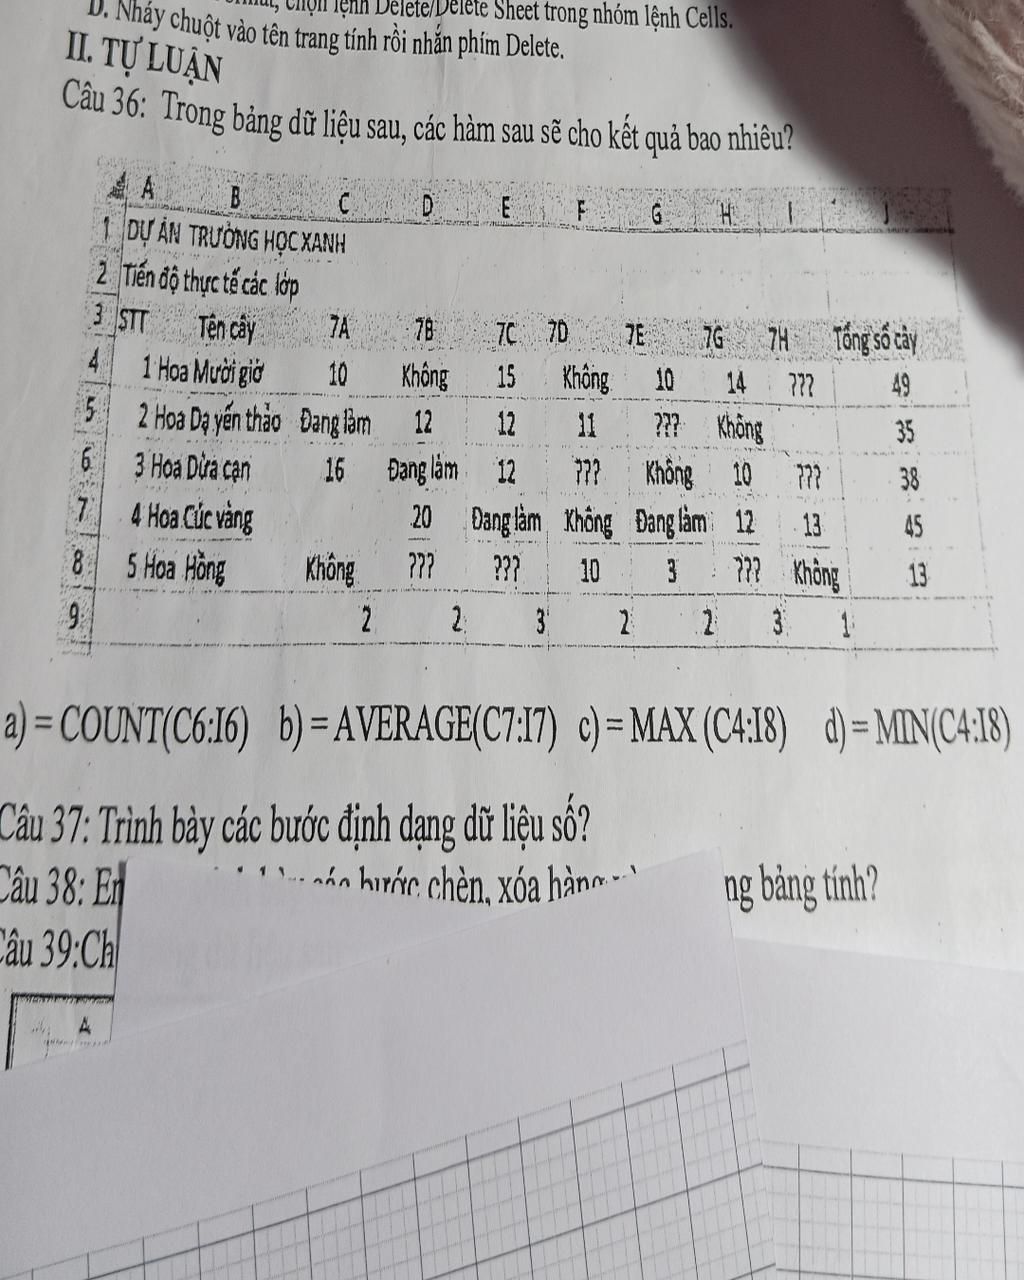 chọn lệnh Delete/Delete Sheet trong nhóm lệnh Cells.
D. Nháy chuột vào tên trang tính rồi nhấn phím Delete.
II. TỰ LUẬN
Câu 36: Trong bảng dữ liệu sau, các hàm sau sẽ cho kết quả bao nhiêu?
A B C D E F G H I J
1 DỰ ÁN TRƯỜNG HỌC XANH
2 Tiến độ thực tế các lớp
3 STT Tên cây 7A 7B 7C 7D 7E 7G 7H Tổng số cây
4 1 Hoa Mười giờ 10 Không 15 Không 10 14 ??? 49
5 2 Hoa Dạ yến thảo Đang làm 12 12 11 ??? Không 35
6 3 Hoa Dừa cạn 16 Đang làm 12 ??? Không 10 ??? 38
7 4 Hoa Cúc vàng 20 Đang làm Không Đang làm 12 13 45
8 5 Hoa Hồng Không ??? ??? 10 3 ??? Không 13
9 2 2 3 2 2 3 1
a) = COUNT(C6:I6) b) = AVERAGE(C7:I7) c) = MAX (C4:I8) d) = MIN(C4:I8)
Câu 37: Trình bày các bước định dạng dữ liệu số?
Câu 38: Em bước chèn, xóa hàng bảng tính?
Câu 39:Ch
A